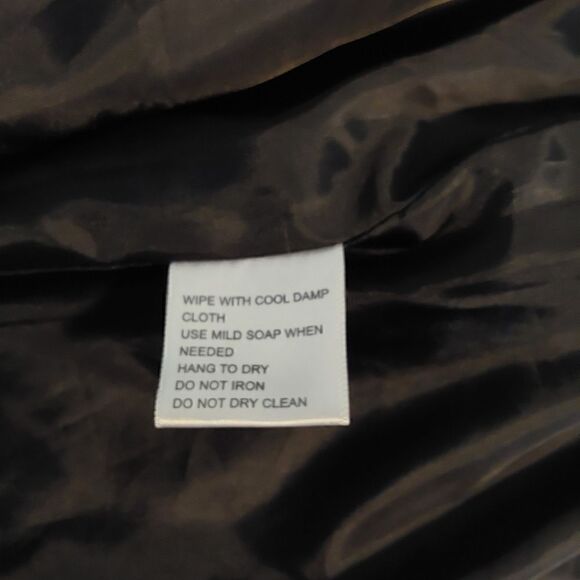 WIPE WITH COOL DAMP
CLOTH
USE MILD SOAP WHEN
NEEDED
HANG TO DRY
DO NOT IRON
DO NOT DRY CLEAN